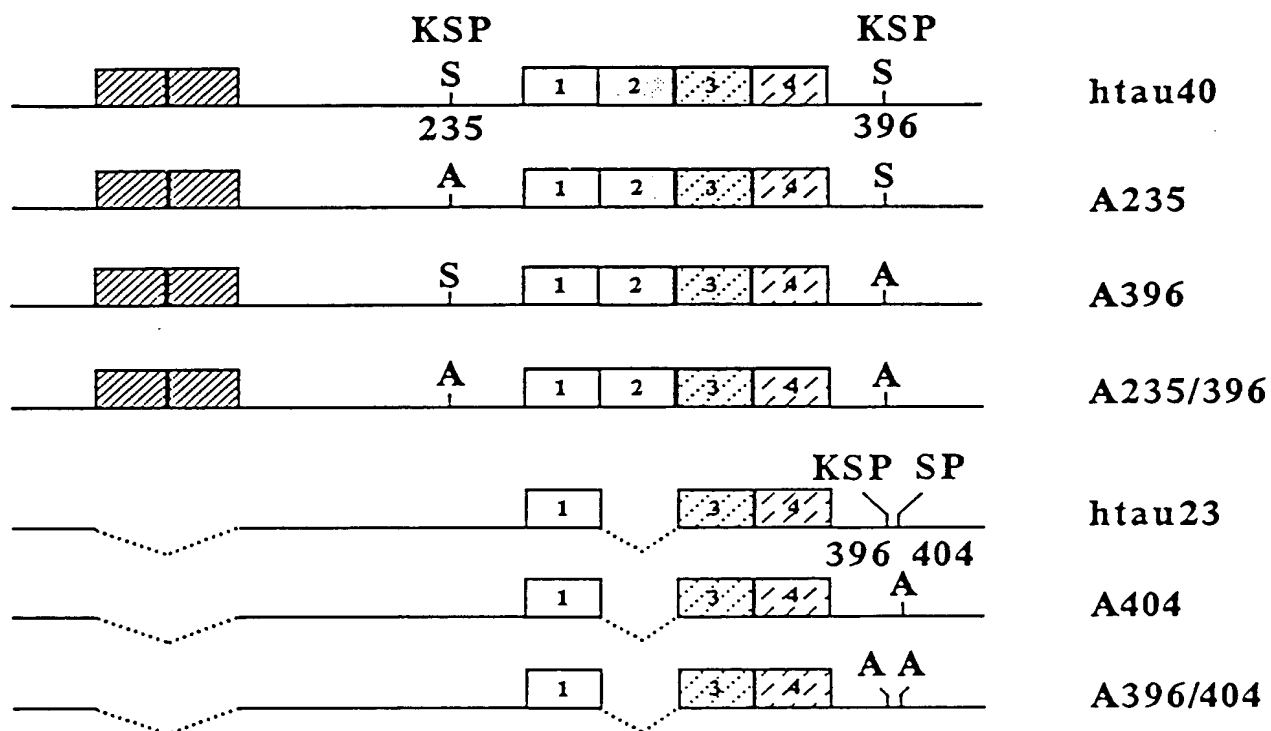 KSP KSP
S 1 2 3 4 S htau40
235 396
A 1 2 3 4 S A235
S 1 2 3 4 A A396
A 1 2 3 4 A A235/396
KSP SP
1 3 4 htau23
396 404
A
1 3 4 A404
A A
1 3 4 A396/404